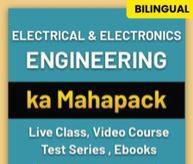 BILINGUAL
ELECTRICAL & ELECTRONICS
ENGINEERING
ka Mahapack
Live Class, Video Course
Test Series , Ebooks